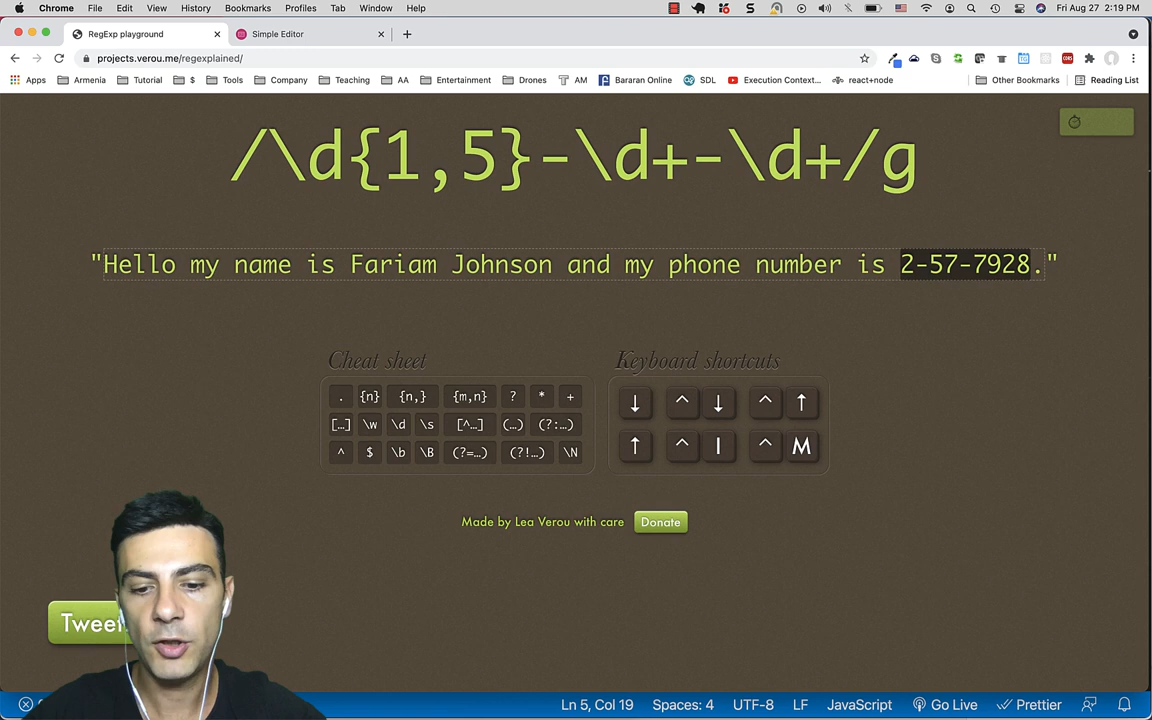 Chrome File Edit View History Bookmarks Profiles Tab Window Help Fri Aug 27 2:19 PM
RegExp playground Simple Editor
projects.verou.me/regexplained/
Apps Armenia Tutorial $ Tools Company Teaching AA Entertainment Drones AM Bararan Online SDL Execution Context... react+node Other Bookmarks Reading List
/\d{1,5}-\d+-\d+/g
"Hello my name is Fariam Johnson and my phone number is 2-57-7928."
Cheat sheet Keyboard shortcuts
. {n} {n,} {m,n} ? * + ↓ ^ ↓ ^ ↑
[…] \w \d \s [^…] (…) (?:…)
^ $ \b \B (?=…) (?!…) \N ↑ ^ I ^ M
Made by Lea Verou with care Donate
Tweet
Ln 5, Col 19 Spaces: 4 UTF-8 LF JavaScript Go Live Prettier